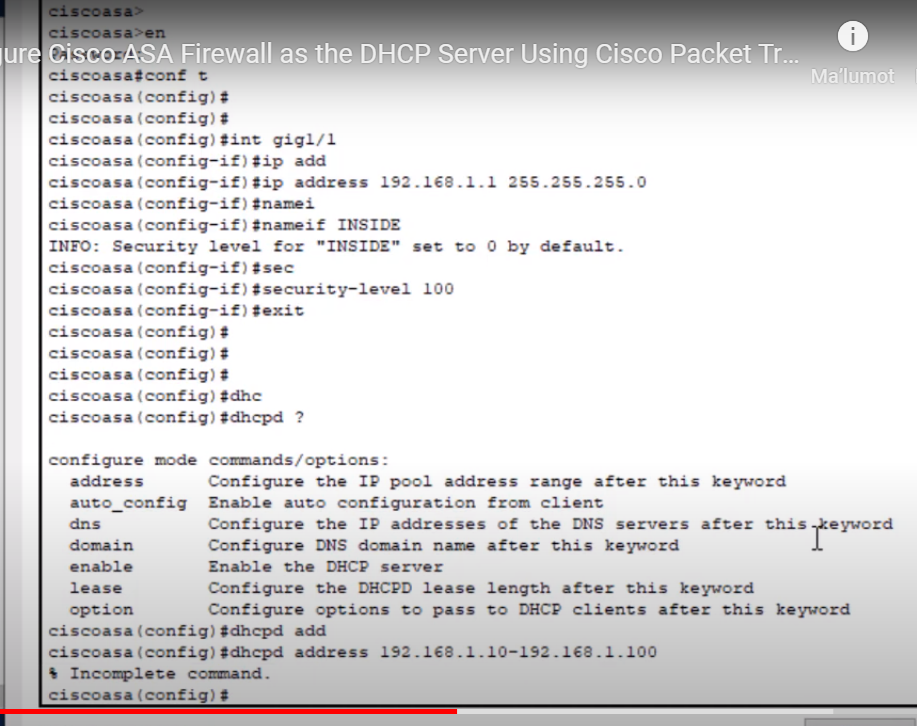 ciscoasa>
ciscoasa>en
gure Cisco ASA Firewall as the DHCP Server Using Cisco Packet Tr...
Ma'lumot
ciscoasa#conf t
ciscoasa(config)#
ciscoasa(config)#
ciscoasa(config)#int gig1/1
ciscoasa(config-if)#ip add
ciscoasa(config-if)#ip address 192.168.1.1 255.255.255.0
ciscoasa(config-if)#namei
ciscoasa(config-if)#nameif INSIDE
INFO: Security level for "INSIDE" set to 0 by default.
ciscoasa(config-if)#sec
ciscoasa(config-if)#security-level 100
ciscoasa(config-if)#exit
ciscoasa(config)#
ciscoasa(config)#
ciscoasa(config)#
ciscoasa(config)#dhc
ciscoasa(config)#dhcpd ?
configure mode commands/options:
address Configure the IP pool address range after this keyword
auto_config Enable auto configuration from client
dns Configure the IP addresses of the DNS servers after this keyword
domain Configure DNS domain name after this keyword
enable Enable the DHCP server
lease Configure the DHCPD lease length after this keyword
option Configure options to pass to DHCP clients after this keyword
ciscoasa(config)#dhcpd add
ciscoasa(config)#dhcpd address 192.168.1.10-192.168.1.100
% Incomplete command.
ciscoasa(config)#